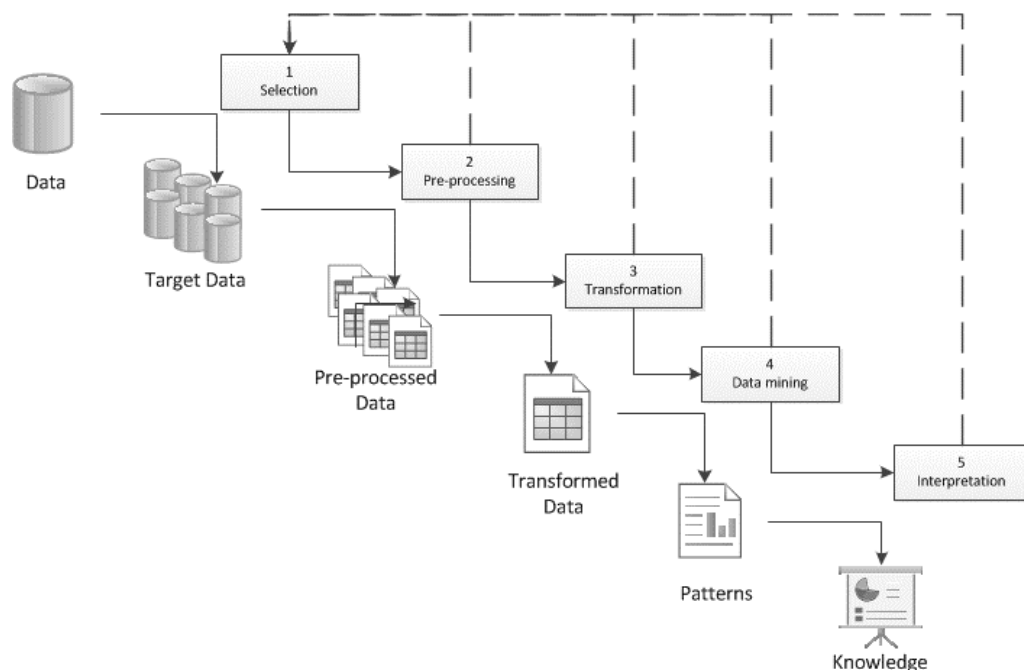 1
Selection
Data
2
Pre-processing
Target Data
3
Transformation
Pre-processed
Data
4
Data mining
Transformed
Data
5
Interpretation
Patterns
Knowledge